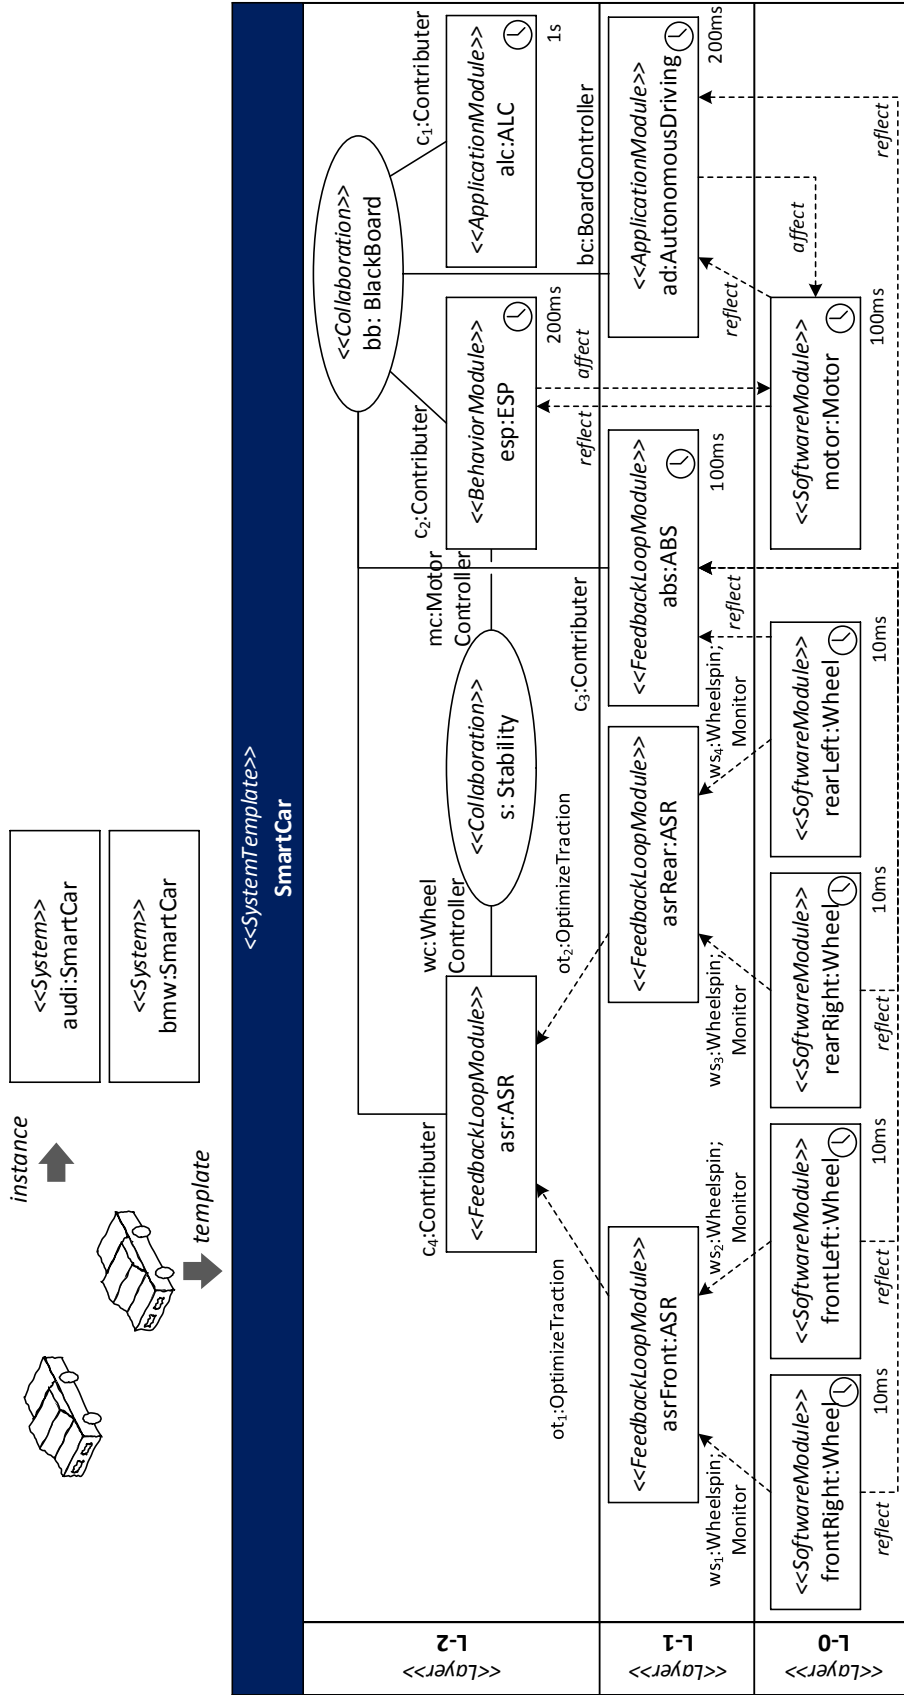 instance
template
<<System>>
audi:SmartCar
<<System>>
bmw:SmartCar
<<SystemTemplate>>
SmartCar
<<Layer>>
L-2
c₄:Contributer
<<FeedbackLoopModule>>
asr:ASR
wc:Wheel
Controller
<<Collaboration>>
s: Stability
mc:Motor
Controller
c₂:Contributer
<<BehaviorModule>>
esp:ESP
200ms
<<Collaboration>>
bb: BlackBoard
c₁:Contributer
<<ApplicationModule>>
alc:ALC
1s
ot₁:OptimizeTraction
ot₂:OptimizeTraction
c₃:Contributer
reflect
affect
bc:BoardController
<<Layer>>
L-1
<<FeedbackLoopModule>>
asrFront:ASR
<<FeedbackLoopModule>>
asrRear:ASR
<<FeedbackLoopModule>>
abs:ABS
100ms
<<ApplicationModule>>
ad:AutonomousDriving
200ms
ws₁:Wheelspin;
Monitor
ws₂:Wheelspin;
Monitor
ws₃:Wheelspin;
Monitor
ws₄:Wheelspin;
Monitor
reflect
reflect
affect
<<Layer>>
L-0
<<SoftwareModule>>
frontRight:Wheel
10ms
<<SoftwareModule>>
frontLeft:Wheel
10ms
<<SoftwareModule>>
rearRight:Wheel
10ms
<<SoftwareModule>>
rearLeft:Wheel
10ms
<<SoftwareModule>>
motor:Motor
100ms
reflect
reflect
reflect
reflect